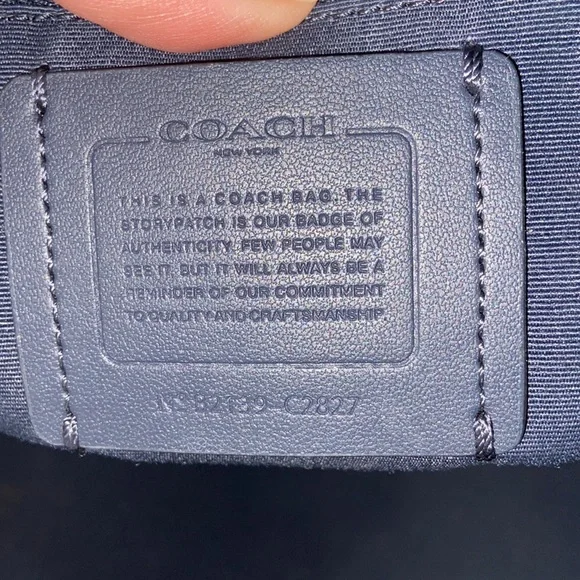 COACH
NEW YORK
THIS IS A COACH BAG. THE
STORYPATCH IS OUR BADGE OF
AUTHENTICITY. FEW PEOPLE MAY
SEE IT, BUT IT WILL ALWAYS BE A
REMINDER OF OUR COMMITMENT
TO QUALITY AND CRAFTSMANSHIP.
-C2827